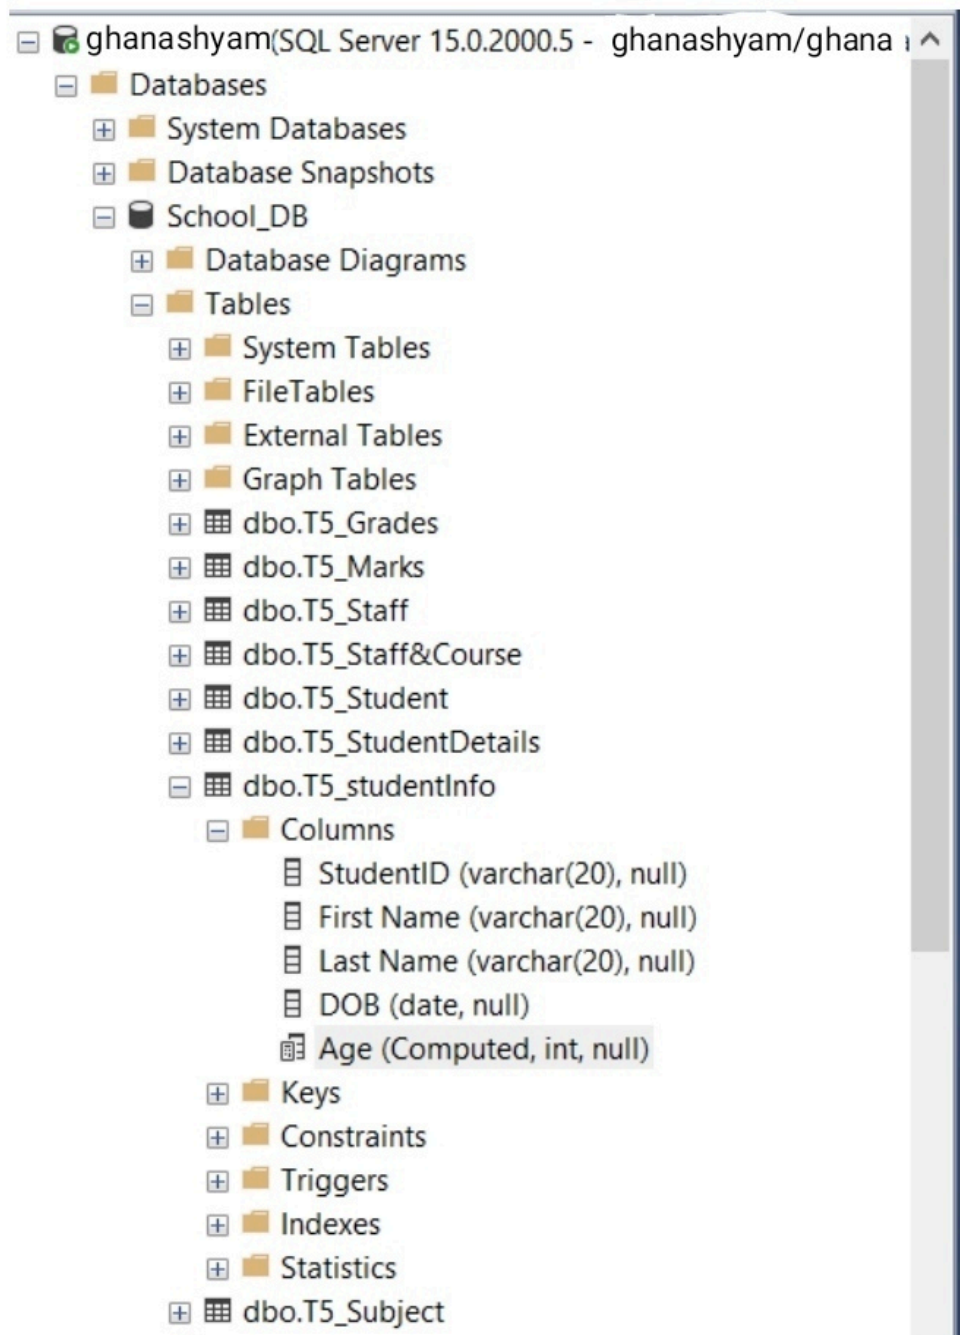 ghanashyam(SQL Server 15.0.2000.5 - ghanashyam/ghana
Databases
System Databases
Database Snapshots
School_DB
Database Diagrams
Tables
System Tables
FileTables
External Tables
Graph Tables
dbo.T5_Grades
dbo.T5_Marks
dbo.T5_Staff
dbo.T5_Staff&Course
dbo.T5_Student
dbo.T5_StudentDetails
dbo.T5_studentInfo
Columns
StudentID (varchar(20), null)
First Name (varchar(20), null)
Last Name (varchar(20), null)
DOB (date, null)
Age (Computed, int, null)
Keys
Constraints
Triggers
Indexes
Statistics
dbo.T5_Subject